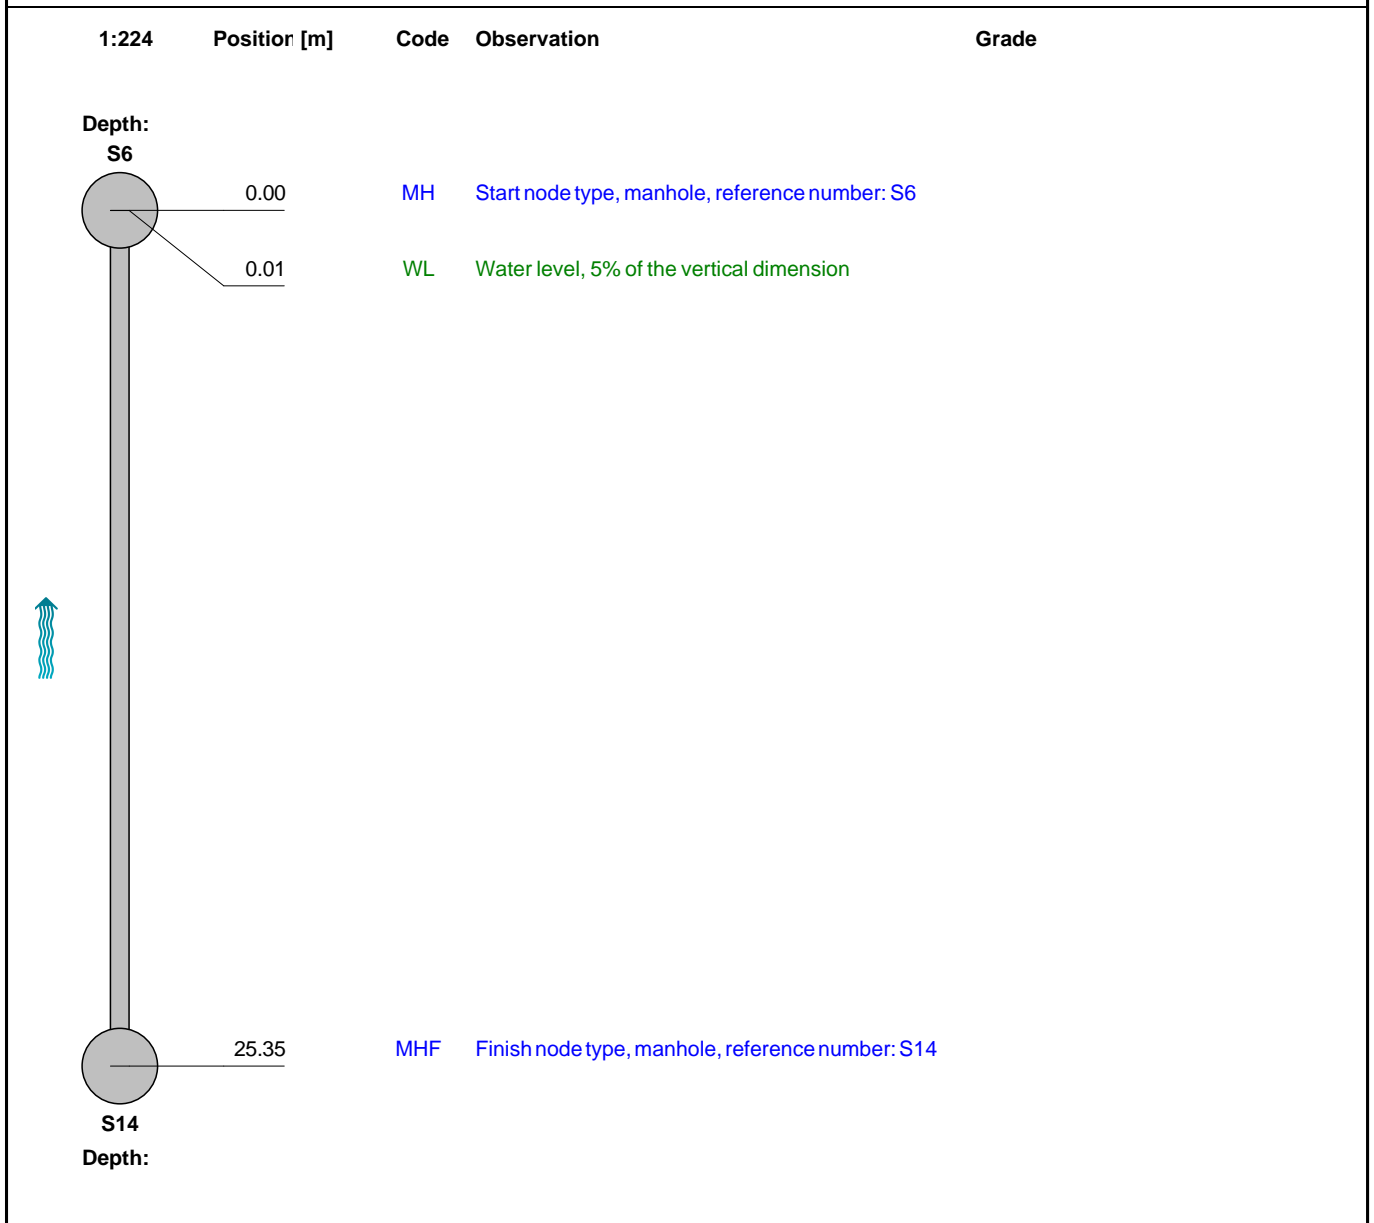 1:224 Position [m] Code Observation Grade
Depth:
S6
0.00 MH Start node type, manhole, reference number: S6
0.01 WL Water level, 5% of the vertical dimension
25.35 MHF Finish node type, manhole, reference number: S14
S14
Depth: